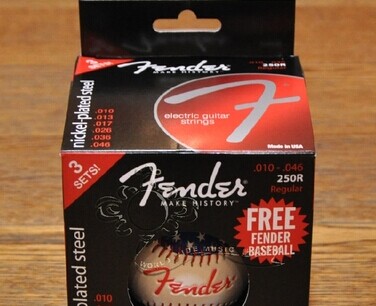 Fender
MAKE HISTORY
250R
nickel-plated steel
.010
.013
.017
.026
.036
.046
electric guitar
strings
Made in USA
3 SETS!
Fender
MAKE HISTORY
.010 - .046
250R
Regular
FREE
FENDER
BASEBALL
plated steel
.010
MUSIC
Fender